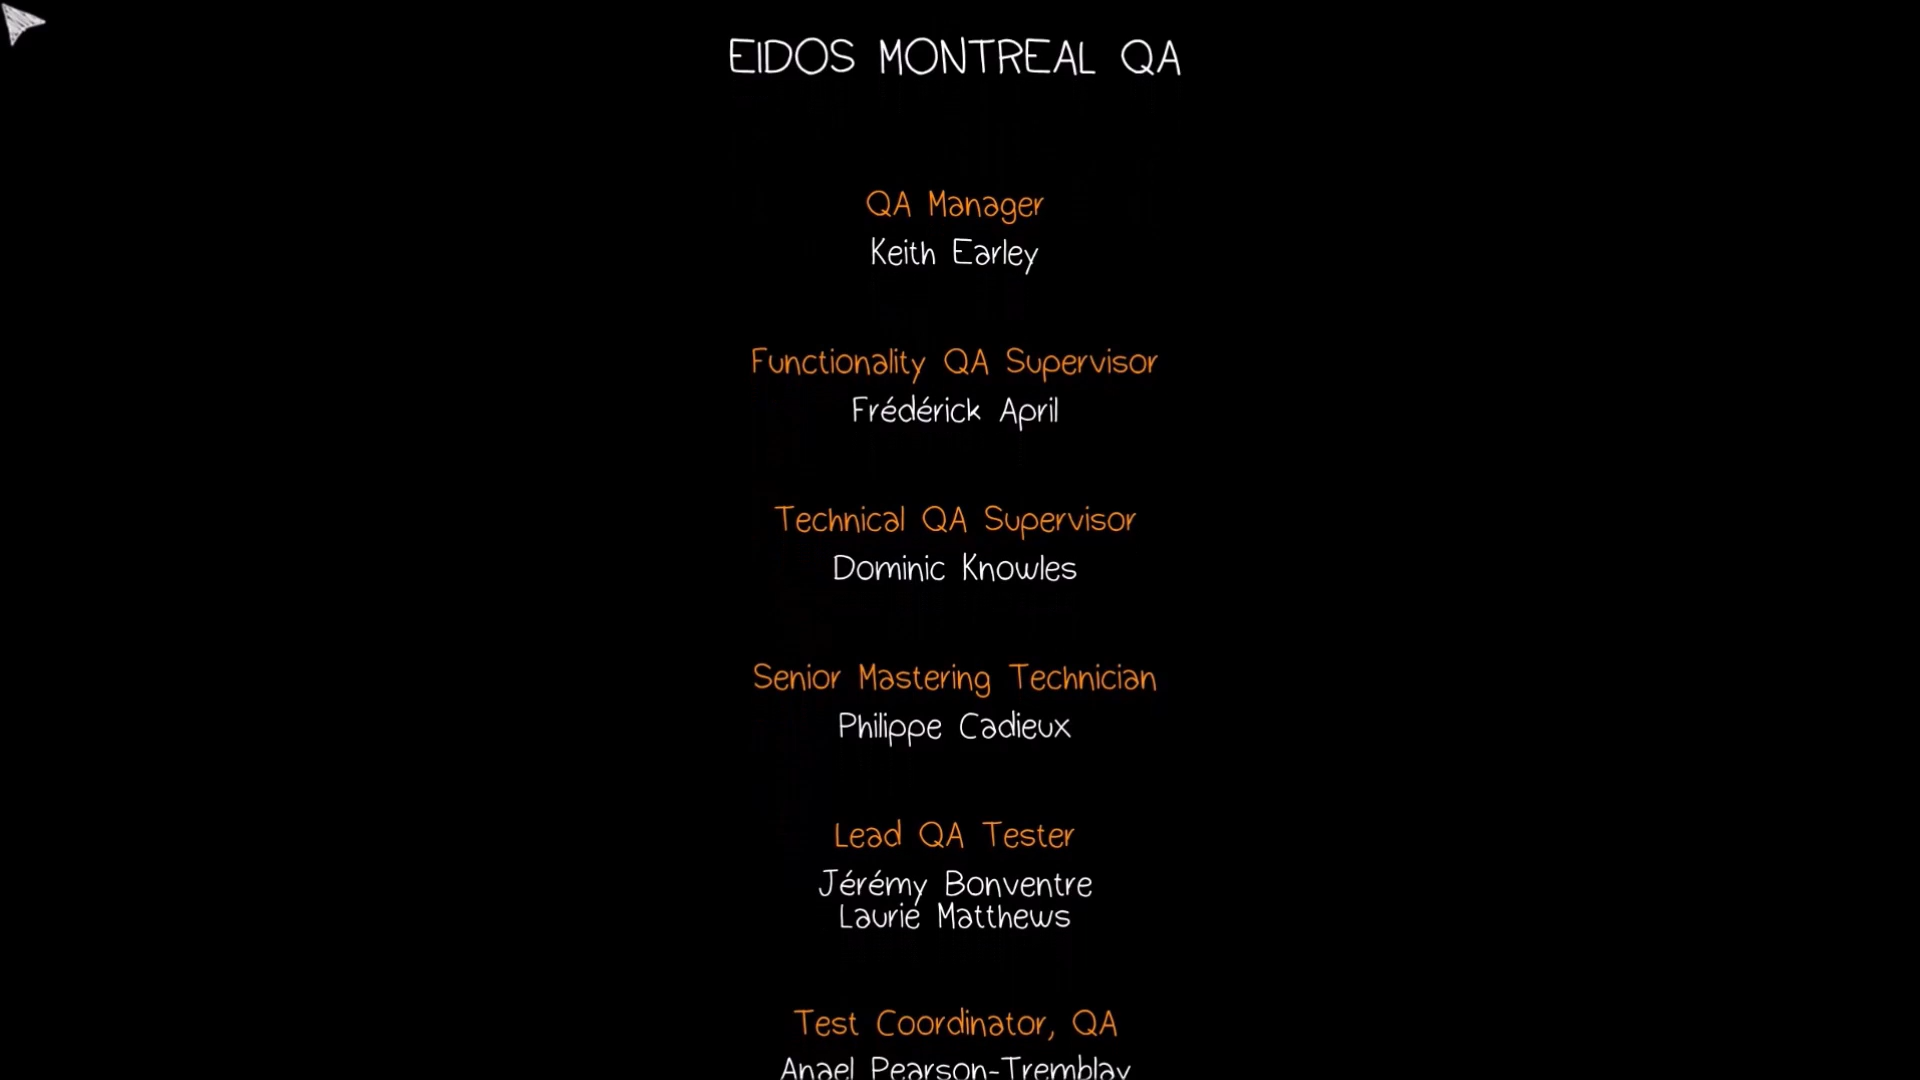 EIDOS MONTREAL QA
QA Manager
Keith Earley
Functionality QA Supervisor
Frédérick April
Technical QA Supervisor
Dominic Knowles
Senior Mastering Technician
Philippe Cadieux
Lead QA Tester
Jérémy Bonventre
Laurie Matthews
Test Coordinator, QA
Anael Pearson-Tremblay